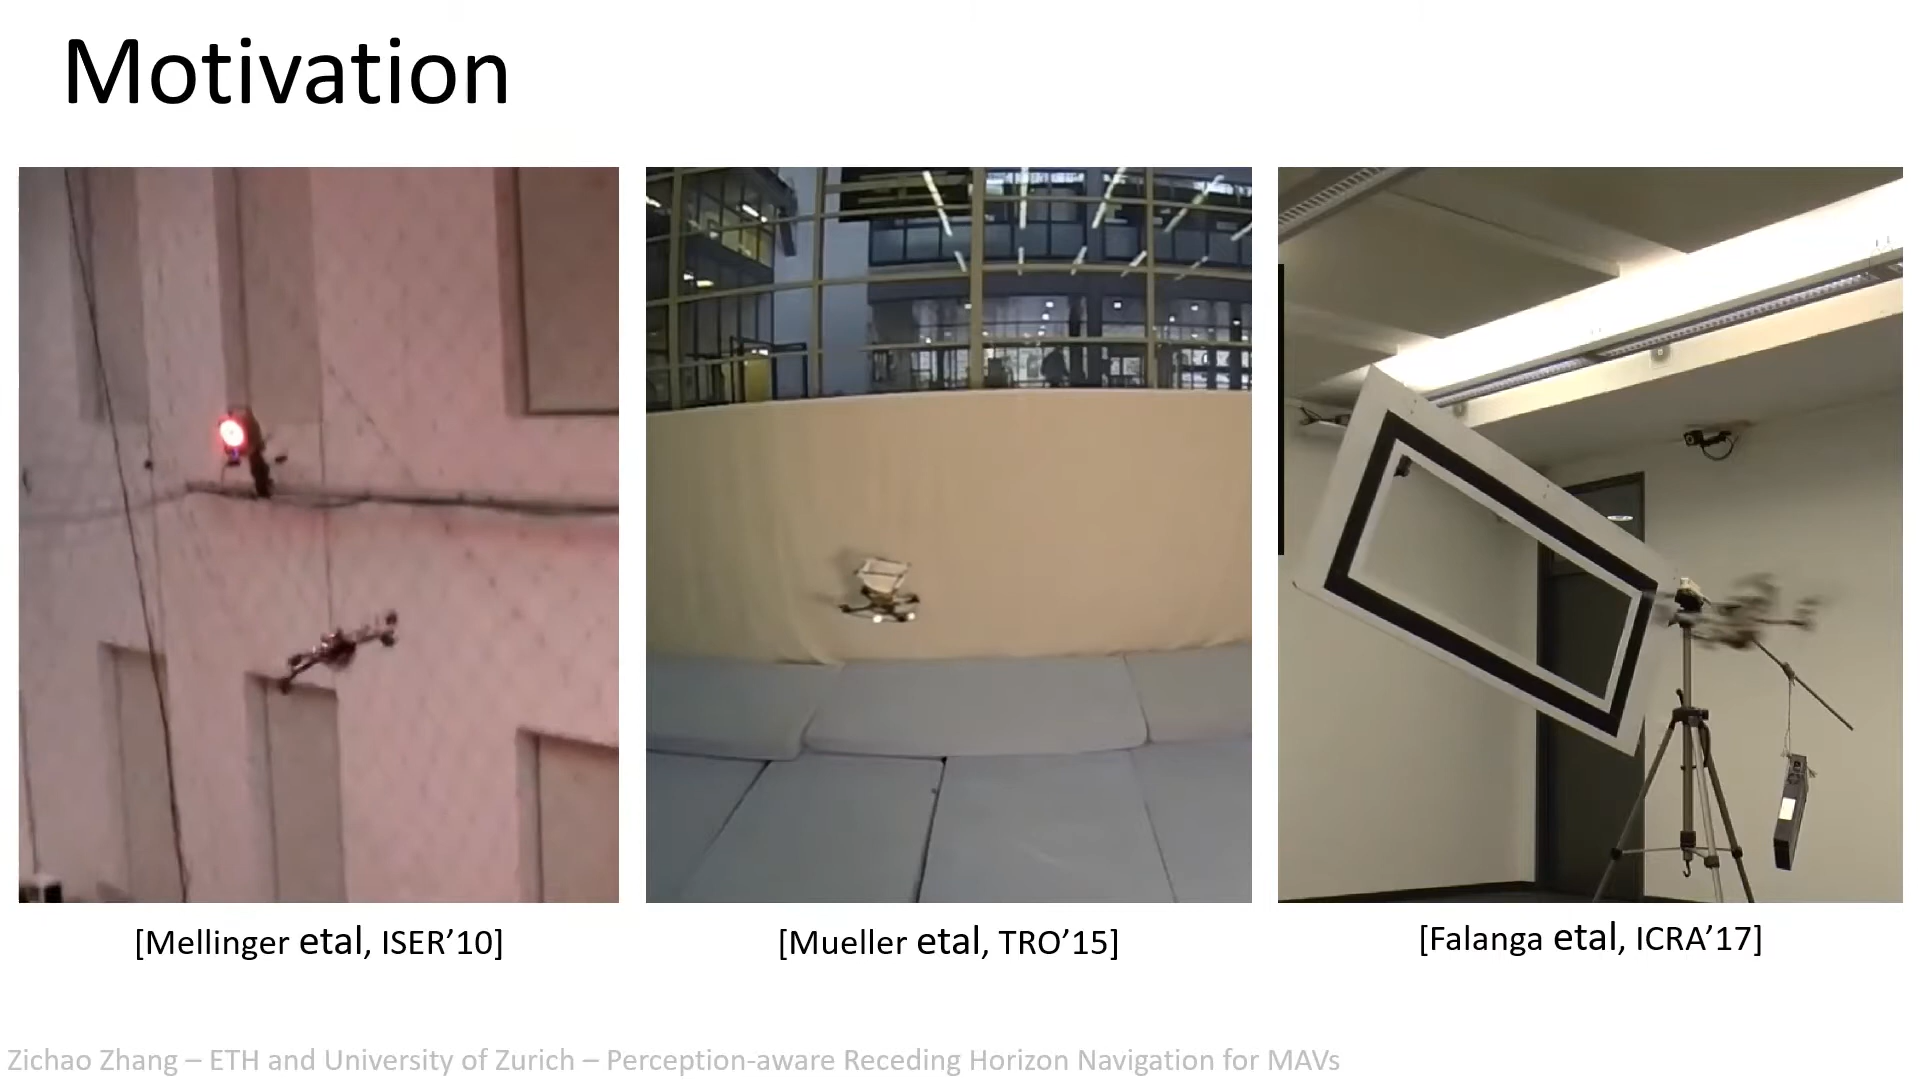 Motivation
[Mellinger etal, ISER’10]
[Mueller etal, TRO’15]
[Falanga etal, ICRA’17]
Zichao Zhang – ETH and University of Zurich – Perception-aware Receding Horizon Navigation for MAVs